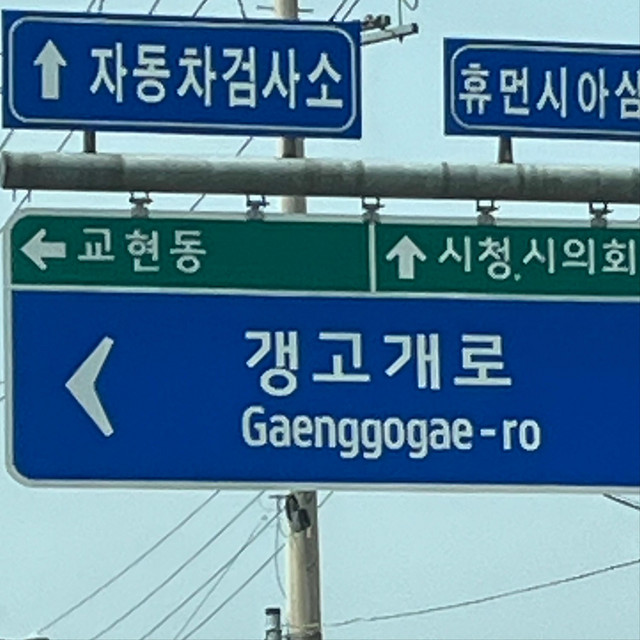 자동차검사소
휴먼시아
교현동
시청,시의회
갱고개로
Gaenggogae-ro